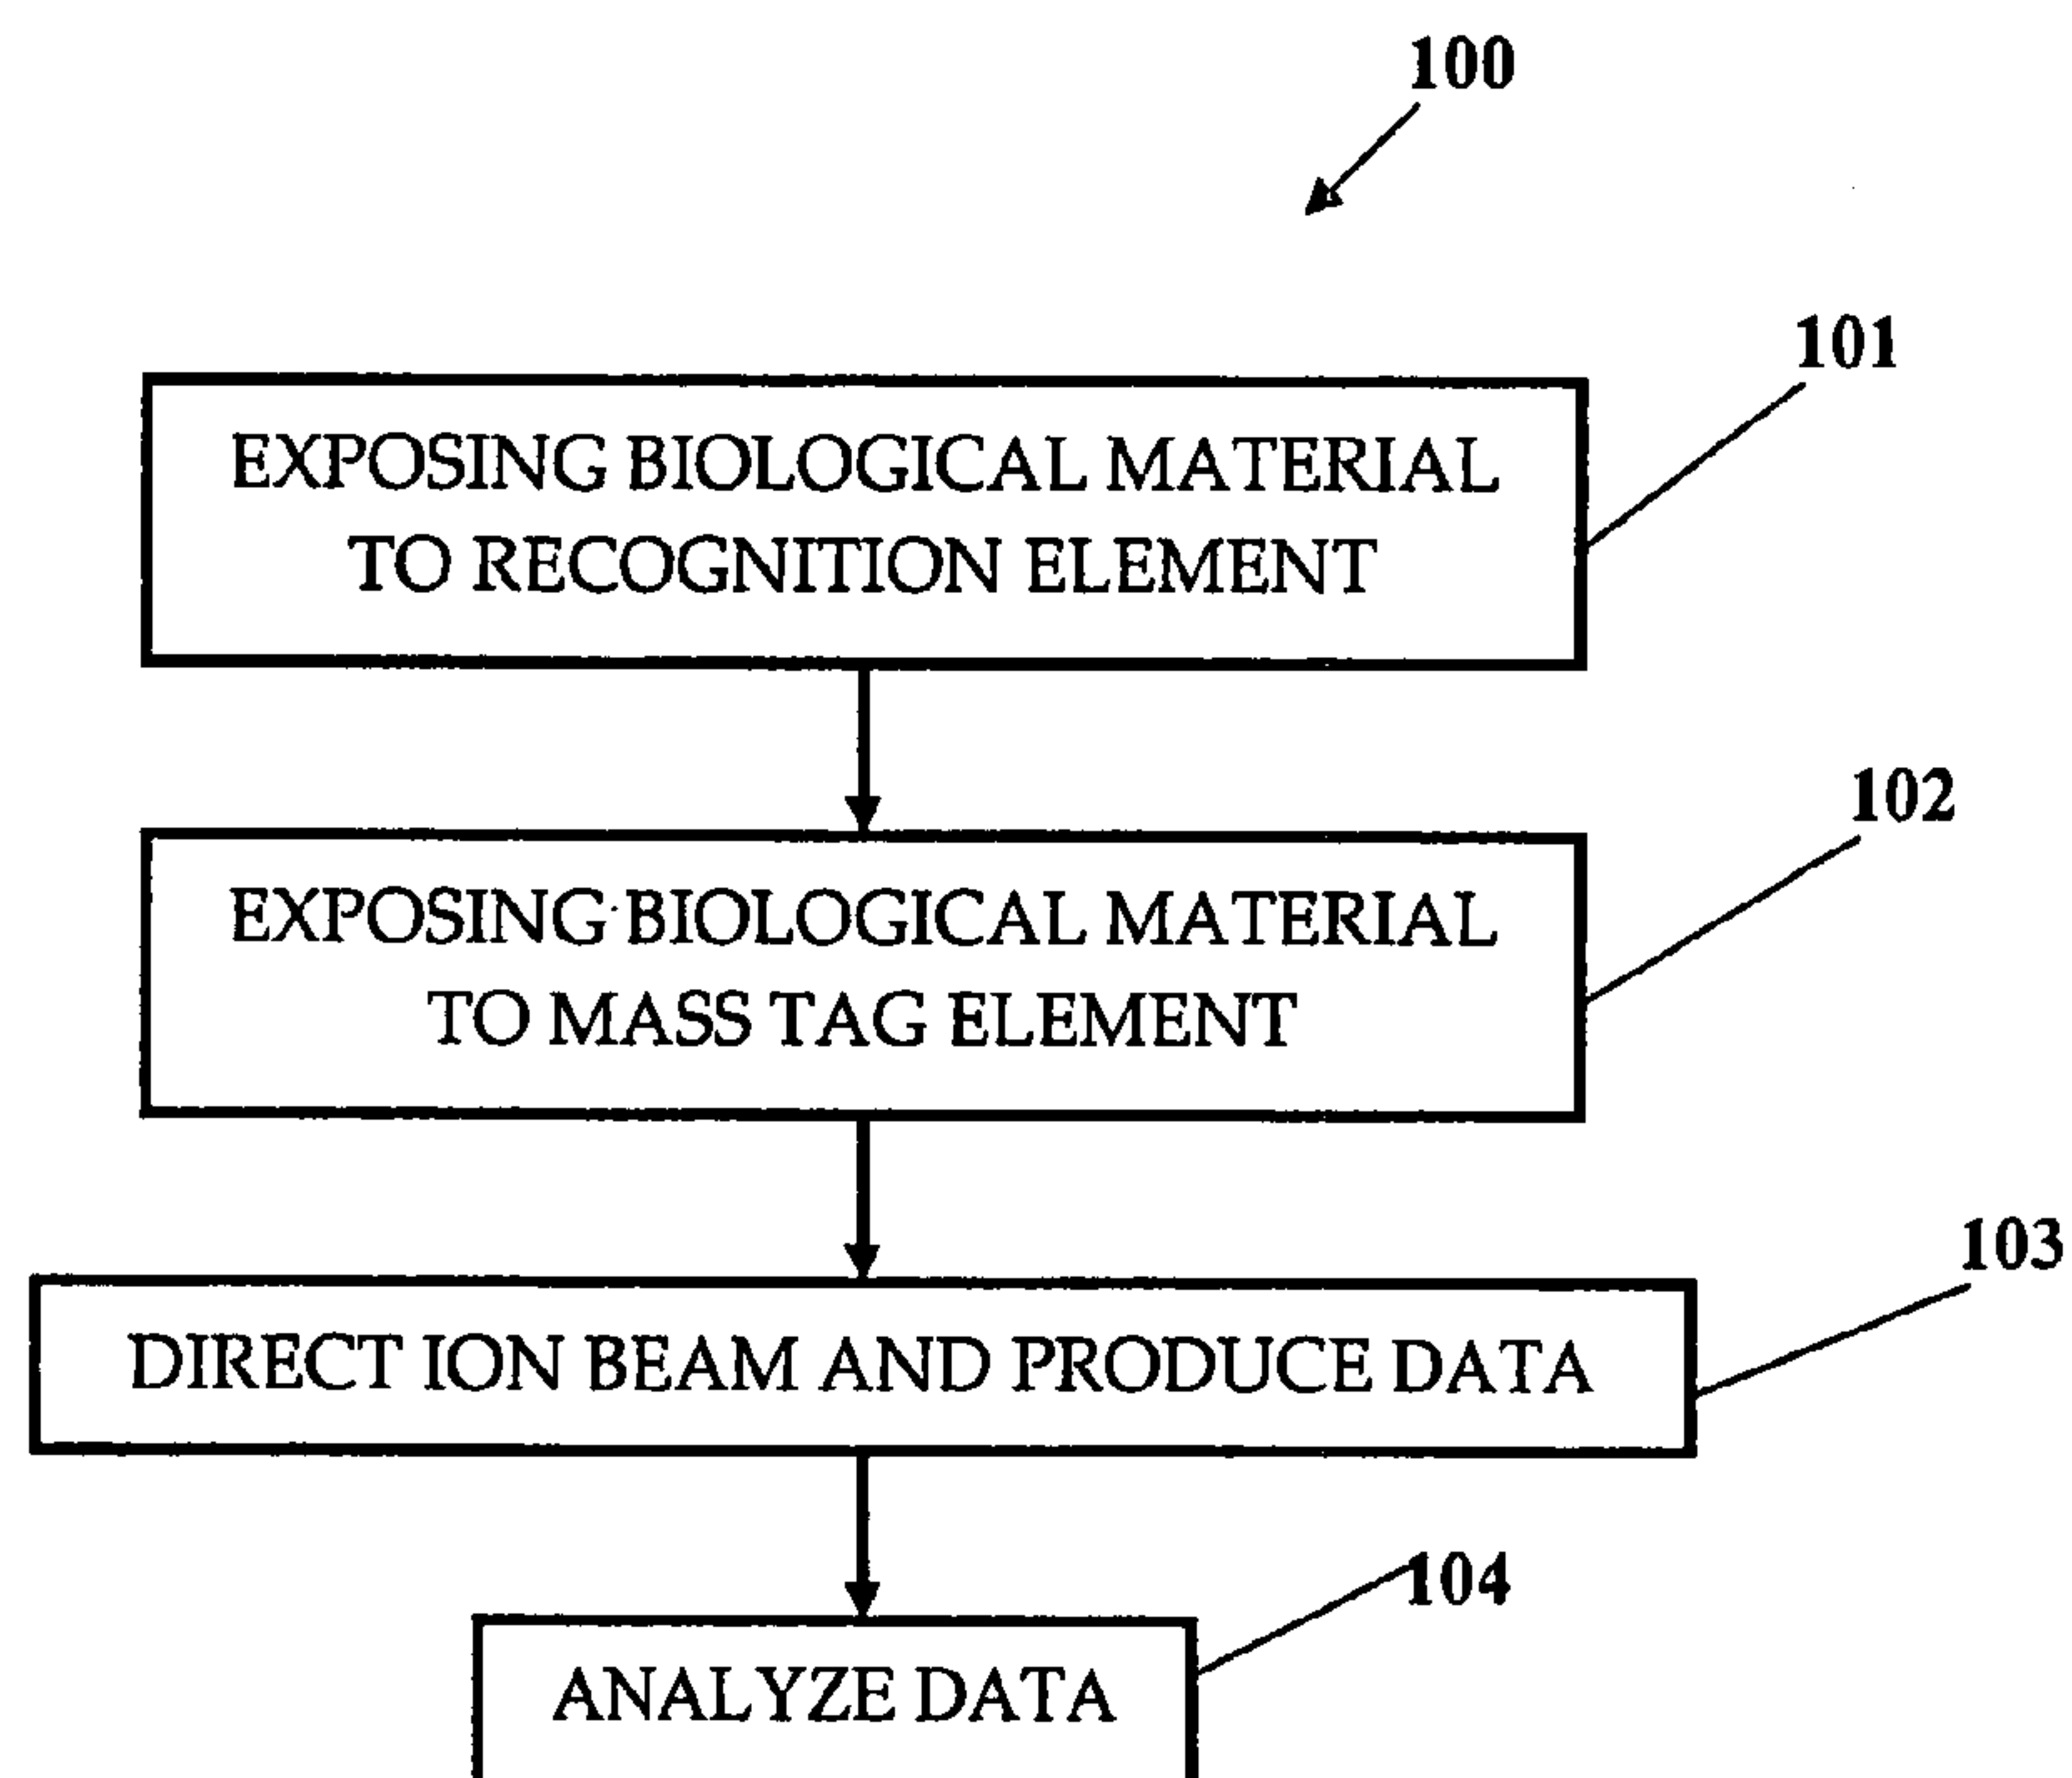 100
101
EXPOSING BIOLOGICAL MATERIAL
TO RECOGNITION ELEMENT
102
EXPOSING BIOLOGICAL MATERIAL
TO MASS TAG ELEMENT
103
DIRECT ION BEAM AND PRODUCE DATA
104
ANALYZE DATA